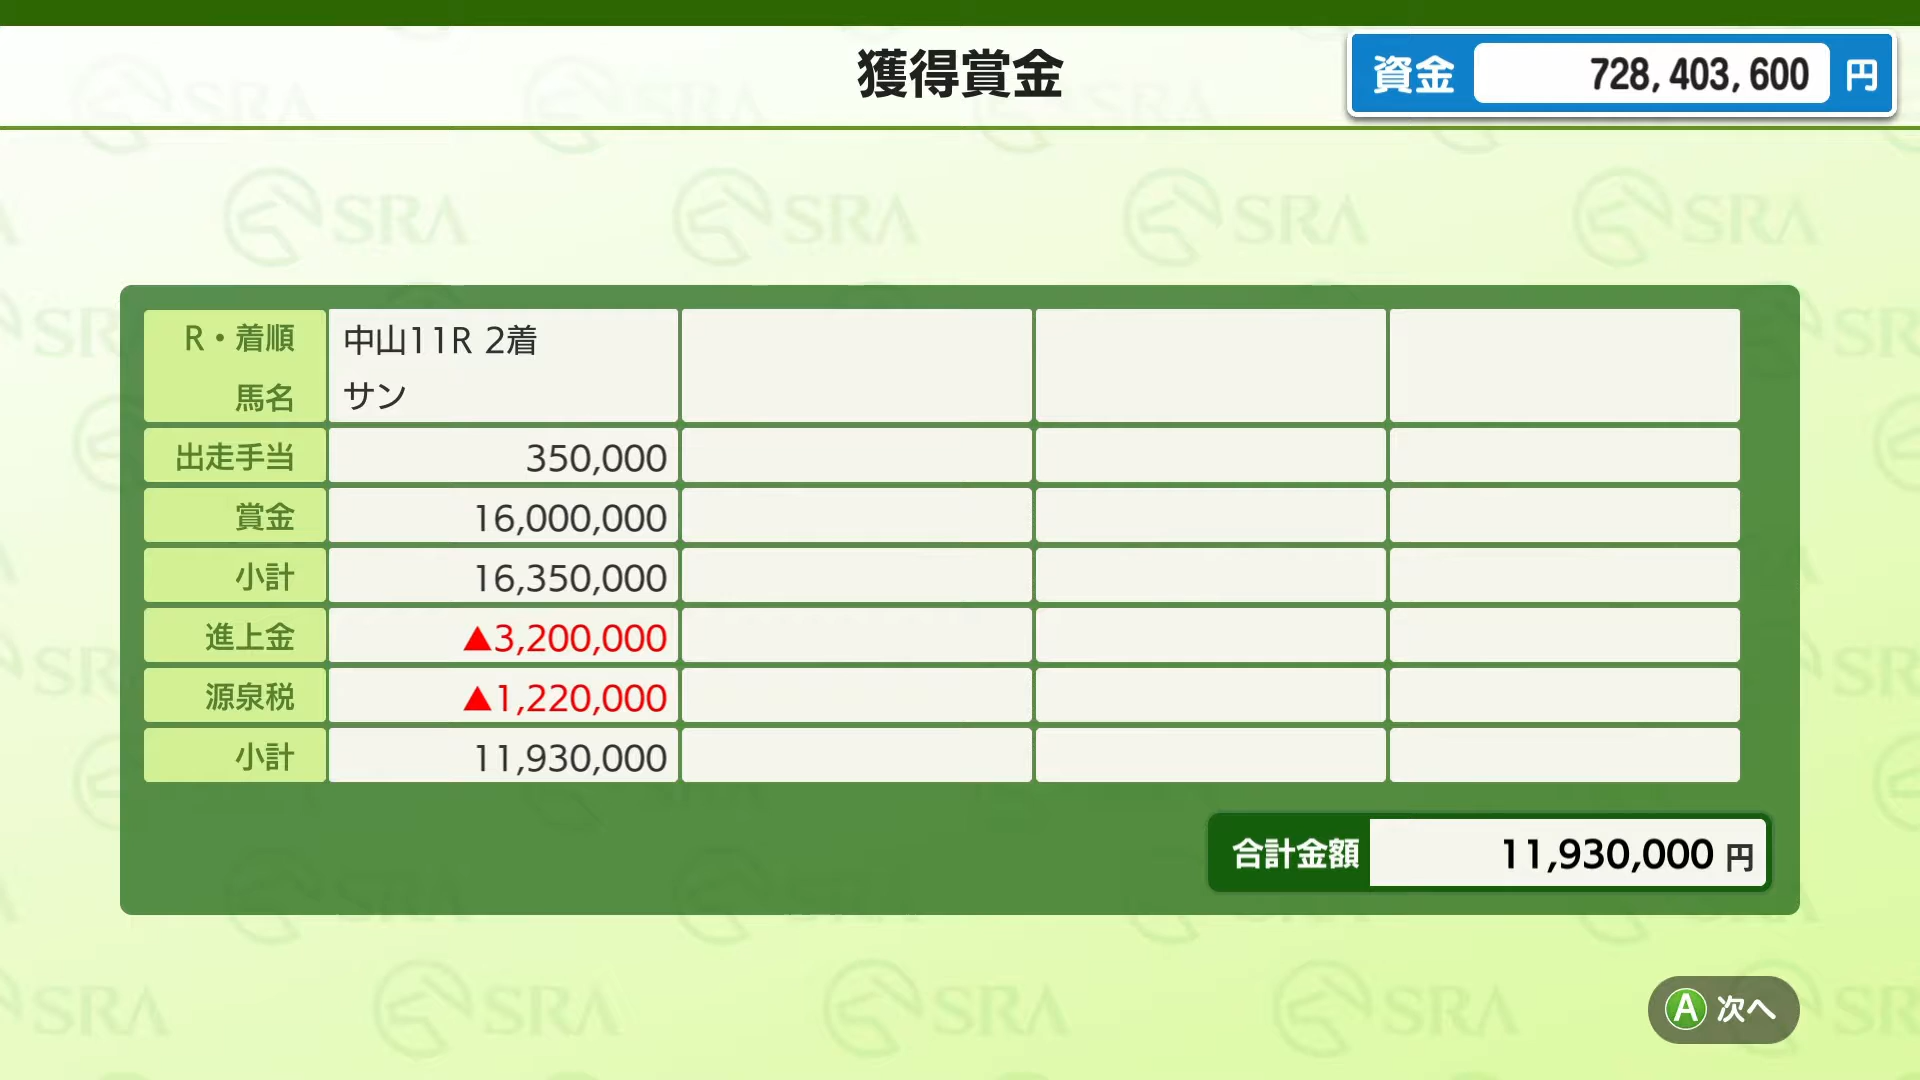 獲得賞金
資金 728,403,600 円
R・着順 中山11R 2着
馬名 サン
出走手当 350,000
賞金 16,000,000
小計 16,350,000
進上金 ▲3,200,000
源泉税 ▲1,220,000
小計 11,930,000
合計金額 11,930,000 円
A 次へ
SRA